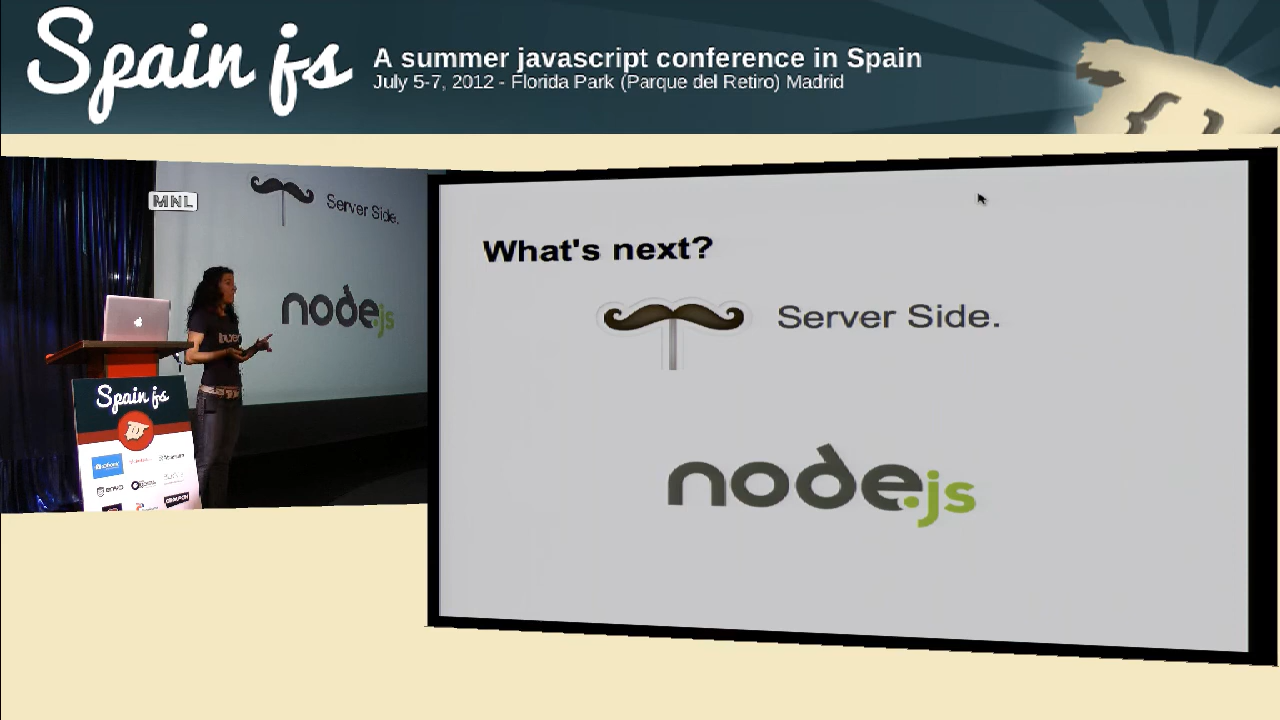 Spain js
A summer javascript conference in Spain
July 5-7, 2012 - Florida Park (Parque del Retiro) Madrid
MNL
Server Side.
node.js
Spain js
What's next?
Server Side.
node.js